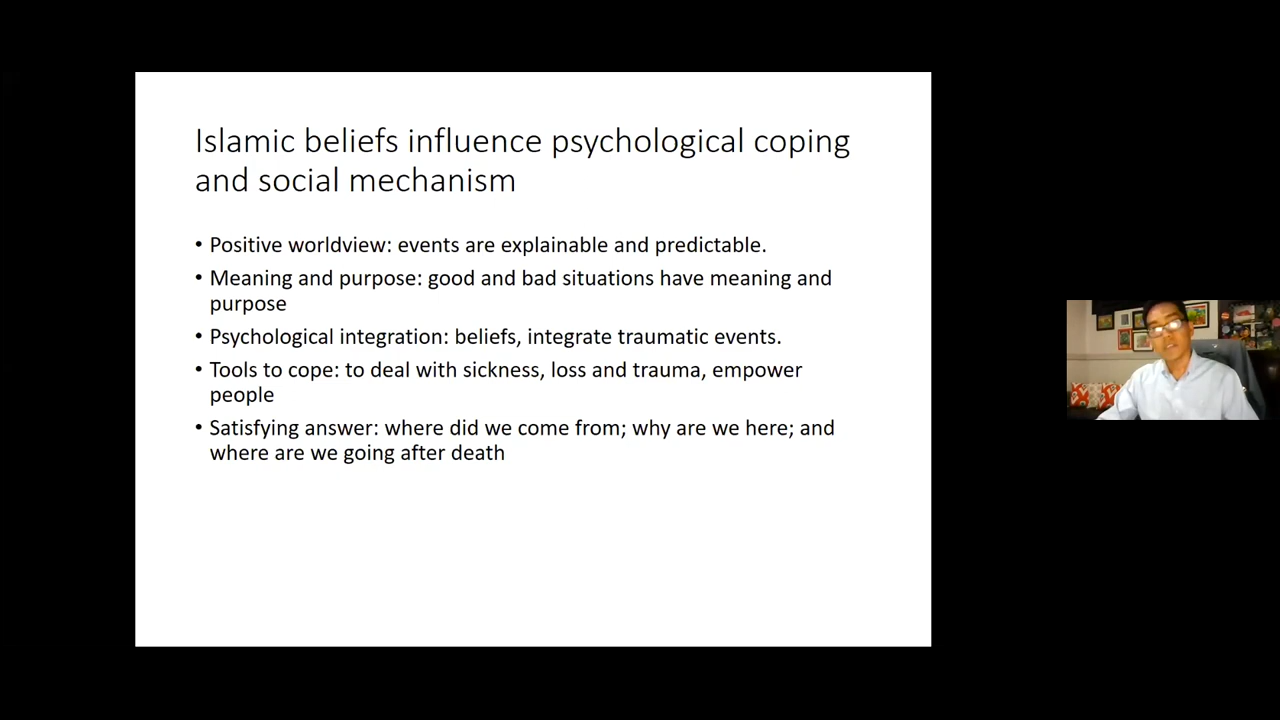 Islamic beliefs influence psychological coping
and social mechanism
• Positive worldview: events are explainable and predictable.
• Meaning and purpose: good and bad situations have meaning and
purpose
• Psychological integration: beliefs, integrate traumatic events.
• Tools to cope: to deal with sickness, loss and trauma, empower
people
• Satisfying answer: where did we come from; why are we here; and
where are we going after death